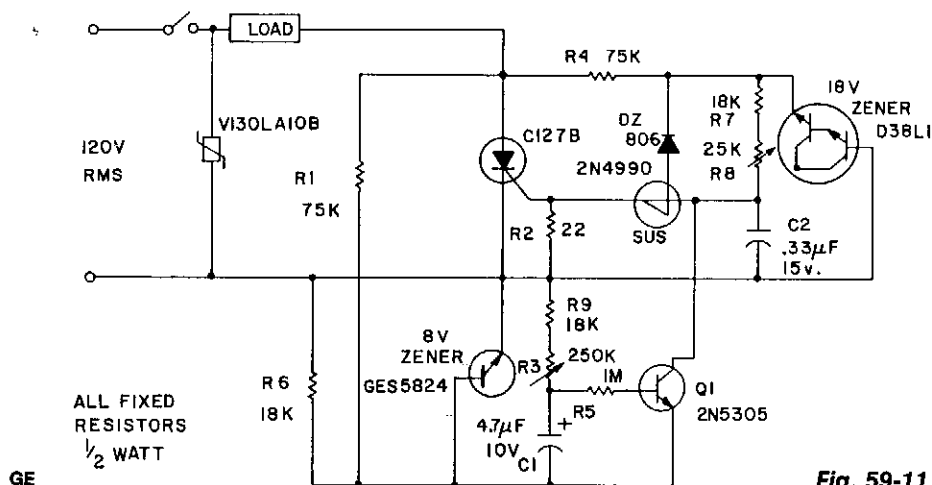 LOAD
R4 75K
18V
ZENER
D38L1
18K
R7
25K
R8
DZ
806
2N4990
SUS
C127B
V130LA10B
120V
RMS
R1
75K
R2 22
C2
.33µF
15v.
R9
18K
R3 250K
1M
R5
8V
ZENER
GES5824
Q1
2N5305
R6
18K
4.7µF +
10V
C1
ALL FIXED
RESISTORS
1/2 WATT
GE
Fig. 59-11